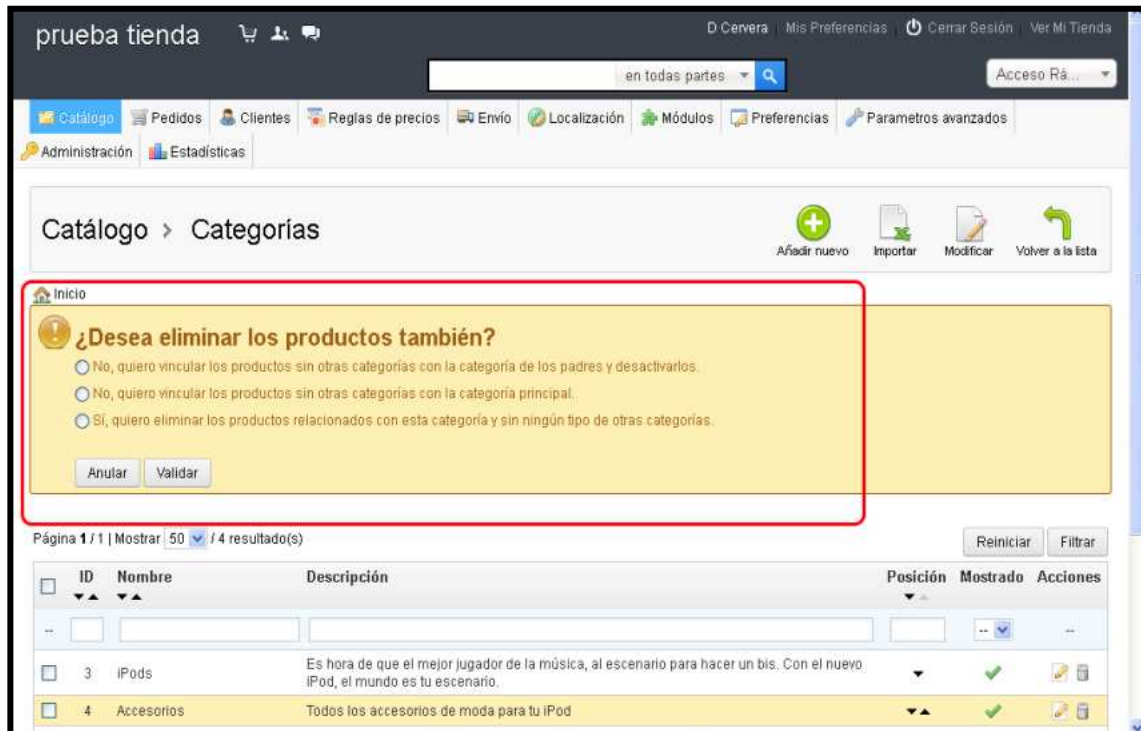 prueba tienda D Cervera Mis Preferencias Cerrar Sesión Ver Mi Tienda
en todas partes Acceso Rá...
Catálogo Pedidos Clientes Reglas de precios Envío Localización Módulos Preferencias Parametros avanzados
Administración Estadísticas
Catálogo > Categorías
Añadir nuevo Importar Modificar Volver a la lista
Inicio
¿Desea eliminar los productos también?
No, quiero vincular los productos sin otras categorías con la categoría de los padres y desactivarlos.
No, quiero vincular los productos sin otras categorías con la categoría principal.
Sí, quiero eliminar los productos relacionados con esta categoría y sin ningún tipo de otras categorías.
Anular Validar
Página 1 / 1 | Mostrar 50 / 4 resultado(s) Reiniciar Filtrar
ID Nombre Descripción Posición Mostrado Acciones
-- -- --
3 iPods Es hora de que el mejor jugador de la música, al escenario para hacer un bis. Con el nuevo
iPod, el mundo es tu escenario.
4 Accesorios Todos los accesorios de moda para tu iPod